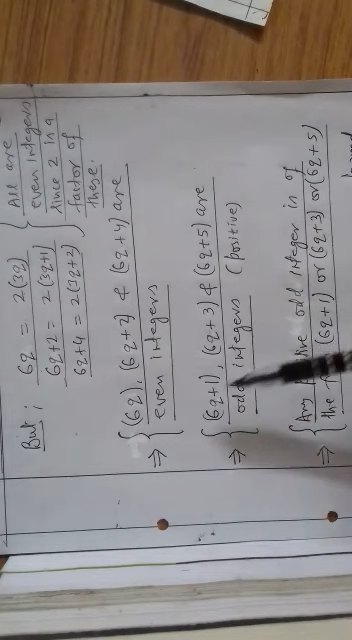 But; 6q = 2(3q)
6q+2 = 2(3q+1)
6q+4 = 2(3q+2)
{ All are
even integers
since 2 is a
factor of
these.
⇒ { (6q), (6q+2) & (6q+4) are
even integers
⇒ { (6q+1), (6q+3) & (6q+5) are
odd integers (positive)
⇒ { Any odd integer is of
the (6q+1) or (6q+3) or (6q+5)